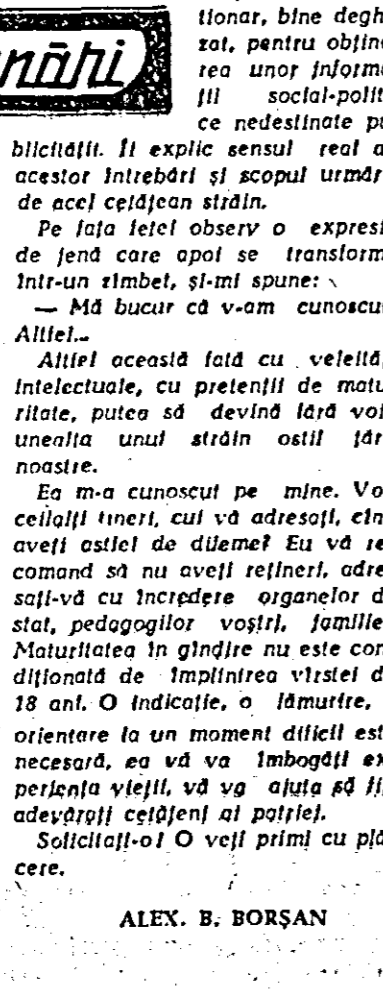 nări
ționar, bine deghi
zat, pentru obține
rea unor informa
ții social-politi
ce nedestinate pu
blicității. Îi explic sensul real a
acestor întrebări și scopul urmăr
de acel cetățean străin.
Pe fața fetei observ o expresi
de jenă care apoi se transform
într-un zîmbet, și-mi spune:
— Mă bucur că v-am cunoscut
Altfel...
Altfel această fată cu veleită
intelectuale, cu pretenții de matu
ritate, putea să devină fără voi
unealta unui străin ostil țăr
noastre.
Ea m-a cunoscut pe mine. Vo
ceilalți tineri, cui vă adresați, cîn
aveți astfel de dileme? Eu vă re
comand să nu aveți rețineri, adre
sați-vă cu încredere organelor d
stat, pedagogilor voștri, familie
Maturitatea în gîndire nu este con
diționată de împlinirea vîrstei d
18 ani. O indicație, o lămurire,
orientare la un moment dificil est
necesară, ea vă va îmbogăți ex
periența vieții, vă va ajuta să fi
adevărați cetățeni ai patriei.
Solicitați-o! O veți primi cu plă
cere.
ALEX. B. BORȘAN